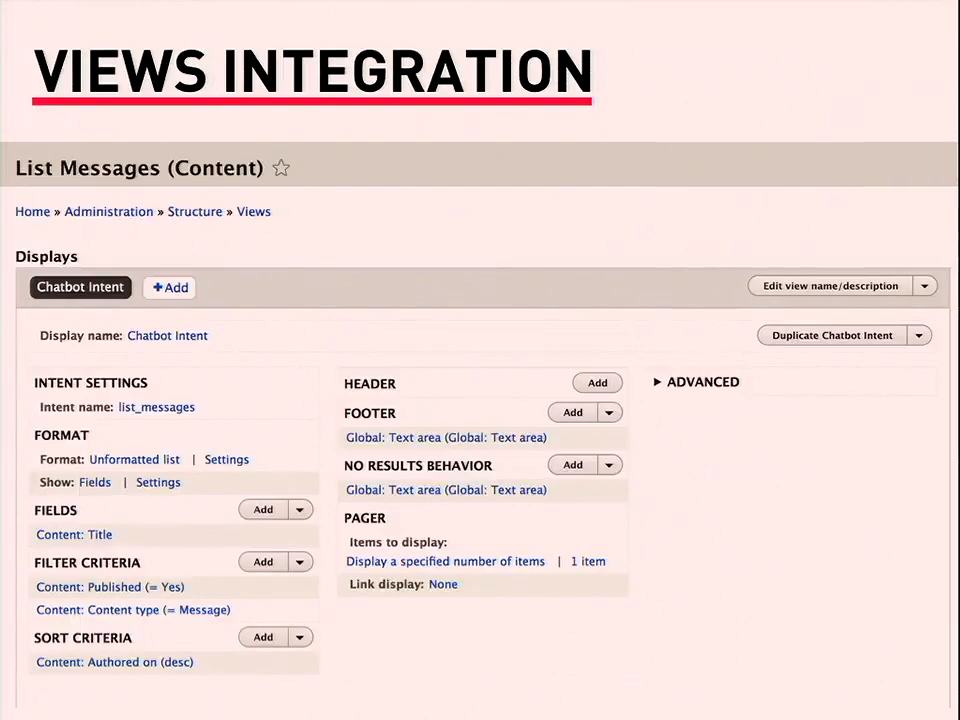 VIEWS INTEGRATION
List Messages (Content)
Home » Administration » Structure » Views
Displays
Chatbot Intent
+Add
Edit view name/description
Display name: Chatbot Intent
Duplicate Chatbot Intent
INTENT SETTINGS
Intent name: list_messages
FORMAT
Format: Unformatted list | Settings
Show: Fields | Settings
FIELDS Add
Content: Title
FILTER CRITERIA Add
Content: Published (= Yes)
Content: Content type (= Message)
SORT CRITERIA Add
Content: Authored on (desc)
HEADER Add
FOOTER Add
Global: Text area (Global: Text area)
NO RESULTS BEHAVIOR Add
Global: Text area (Global: Text area)
PAGER
Items to display:
Display a specified number of items | 1 item
Link display: None
ADVANCED